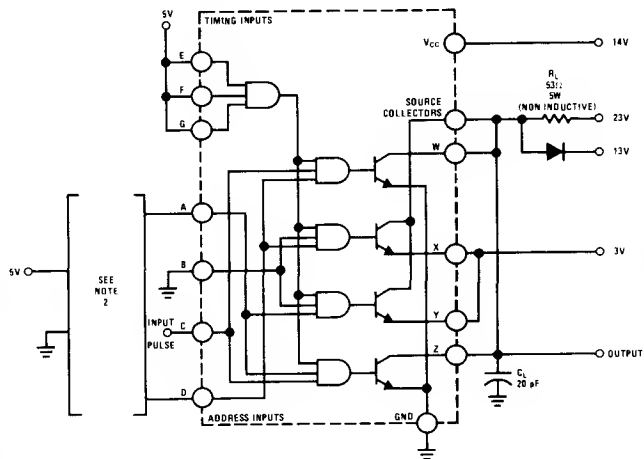 5V
TIMING INPUTS
VCC
14V
E
F
G
SOURCE
COLLECTORS
RL
53Ω
5W
(NON INDUCTIVE)
23V
W
13V
A
B
X
3V
5V
SEE
NOTE
2
INPUT
PULSE
C
Y
Z
OUTPUT
CL
20 pF
D
ADDRESS INPUTS
GND